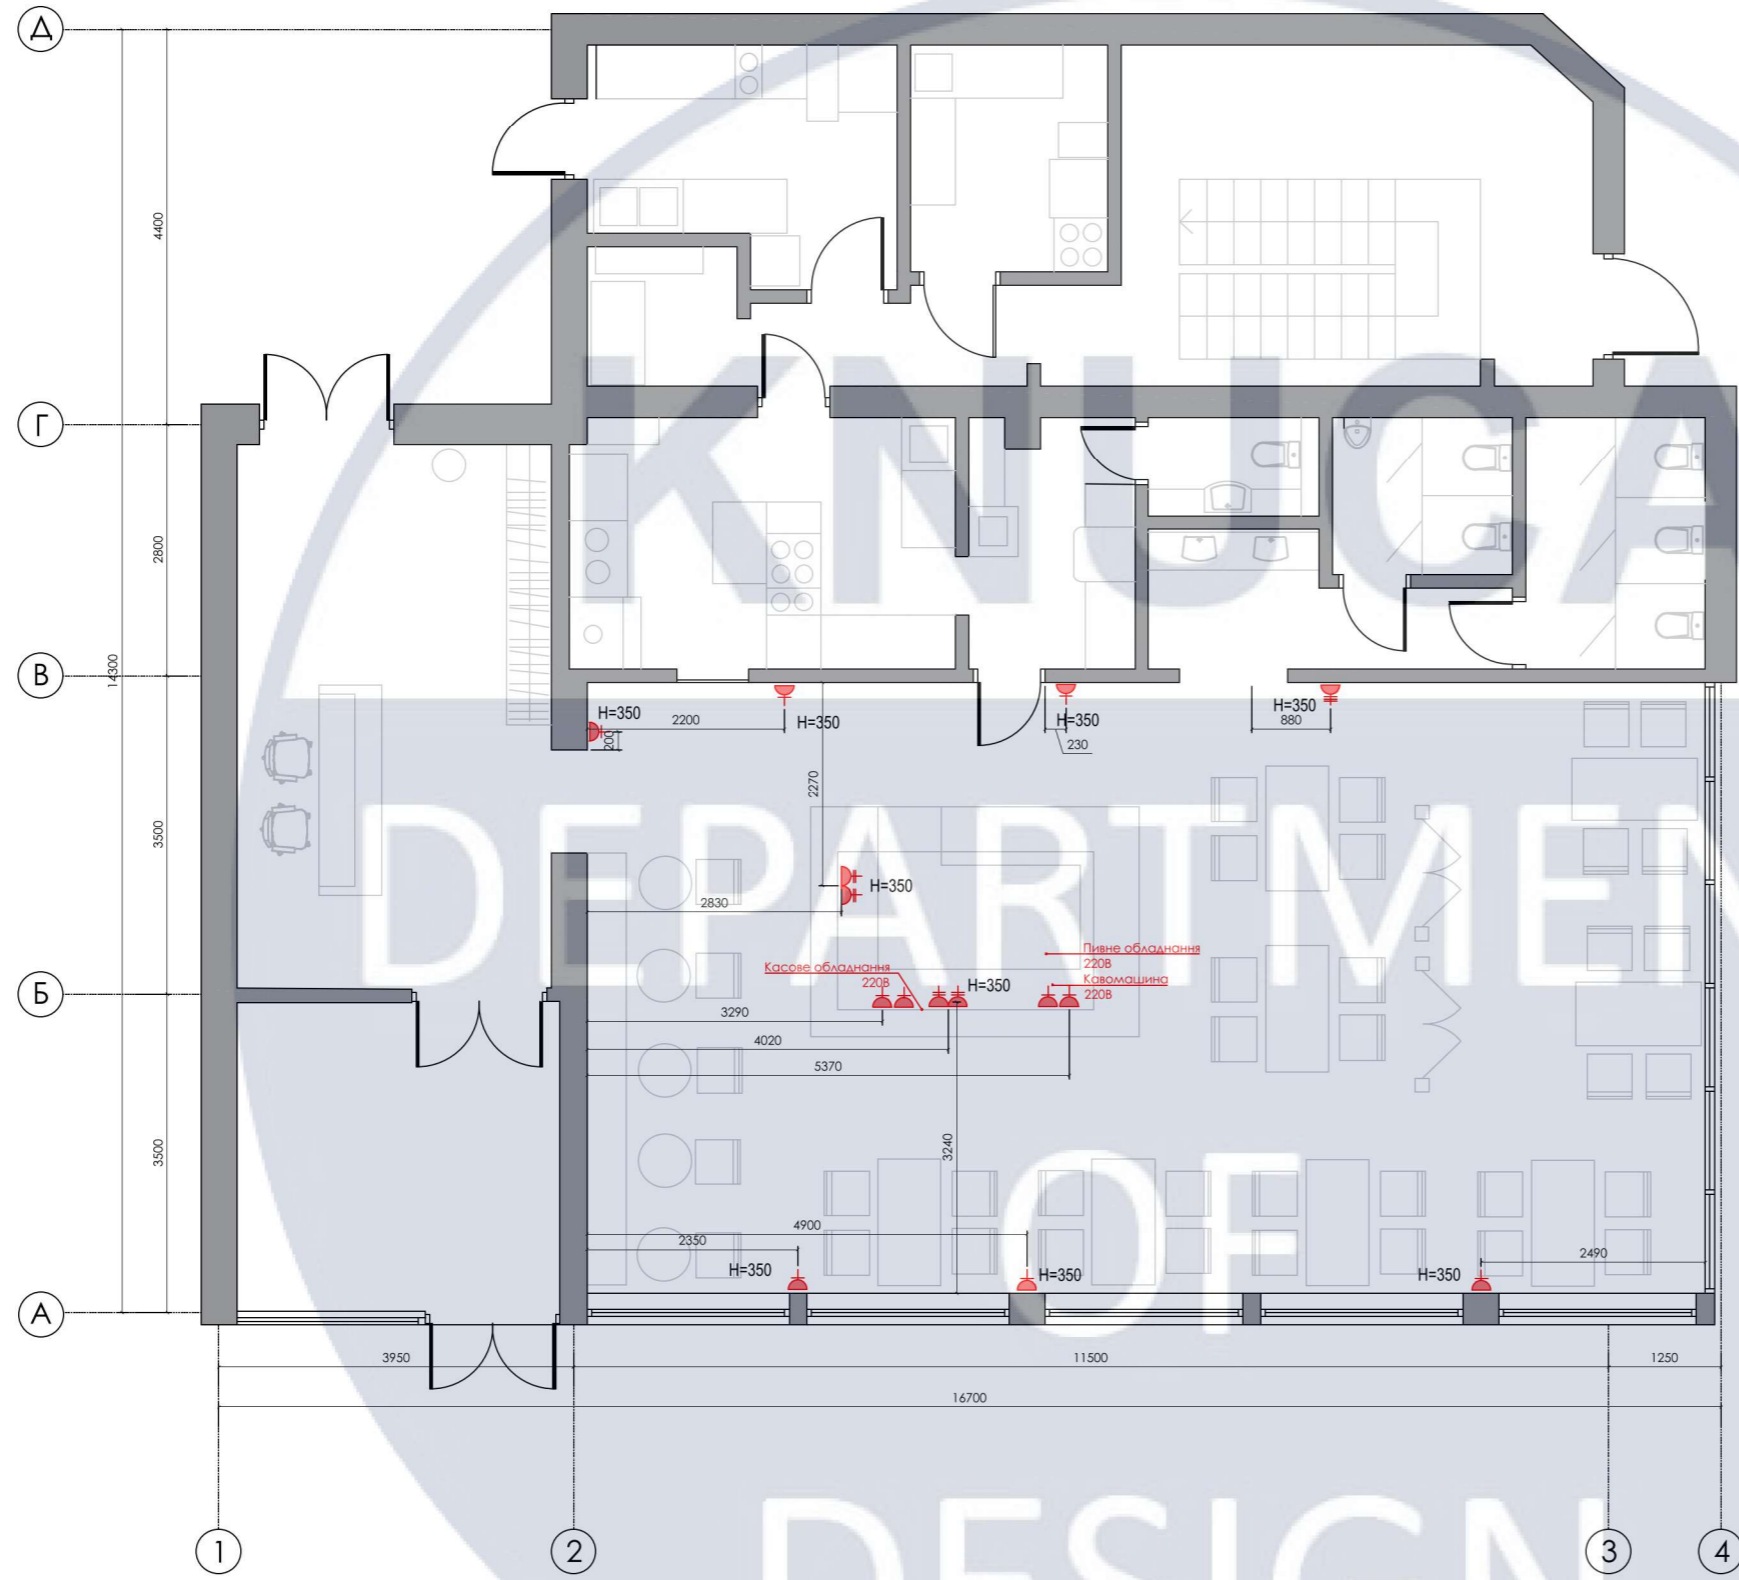 Д
4400
Г
2800
14300
В
H=350
200
2200
H=350
H=350
230
H=350
880
3500
2270
H=350
2830
Б
Касове обладнання
220В
Пивне обладнання
220В
H=350
Кавомашина
220В
3290
4020
5370
3500
3240
4900
2350
H=350
H=350
H=350
2490
А
3950
11500
1250
16700
1
2
3
4
KNUCA
DEPARTMEN
OF
DESIGN